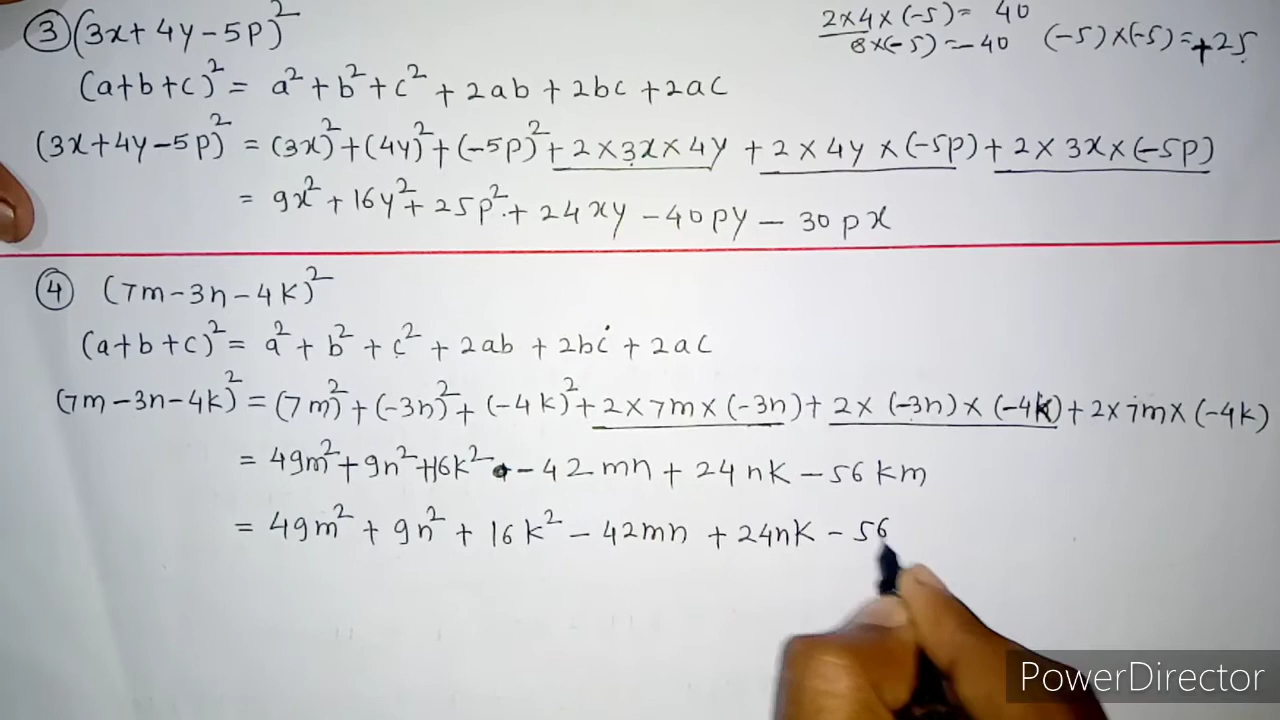 ③ (3x+4y-5p)²
2×4×(-5)= 40
8×(-5)=-40 (-5)×(-5)=+25
(a+b+c)² = a²+b²+c² + 2ab + 2bc + 2ac
(3x+4y-5p)² = (3x)²+(4y)²+(-5p)²+2×3x×4y +2×4y×(-5p)+2×3x×(-5p)
= 9x²+16y²+25p²+24xy-40py-30px
④ (7m-3n-4k)²
(a+b+c)² = a²+b²+c²+2ab+2bc+2ac
(7m-3n-4k)² = (7m)²+(-3n)²+(-4k)²+2×7m×(-3n)+2×(-3n)×(-4k)+2×7m×(-4k)
= 49m²+9n²+16k²-42mn+24nk-56km
= 49m²+9n²+16k²-42mn+24nk-56
PowerDirector